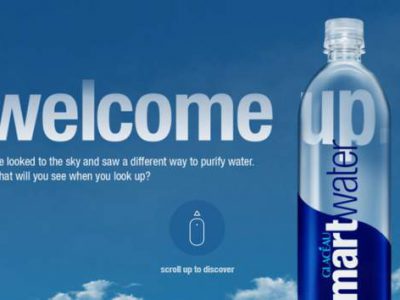 welcome up.
e looked to the sky and saw a different way to purify water.
hat will you see when you look up?
scroll up to discover
GLACÉAU
martwater